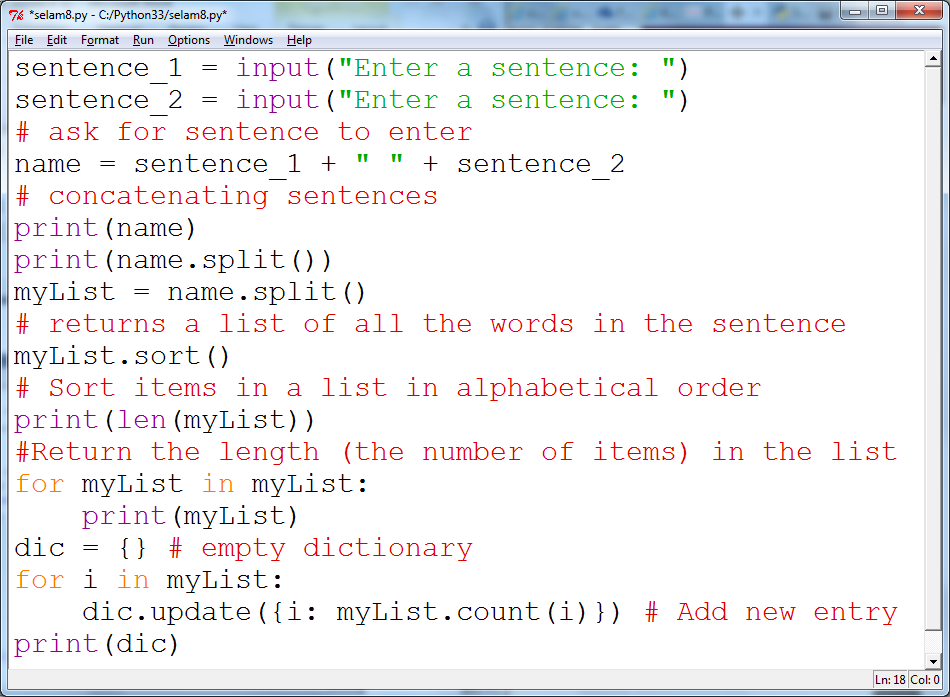 *selam8.py - C:/Python33/selam8.py*
File Edit Format Run Options Windows Help
sentence_1 = input("Enter a sentence: ")
sentence_2 = input("Enter a sentence: ")
# ask for sentence to enter
name = sentence_1 + " " + sentence_2
# concatenating sentences
print(name)
print(name.split())
myList = name.split()
# returns a list of all the words in the sentence
myList.sort()
# Sort items in a list in alphabetical order
print(len(myList))
#Return the length (the number of items) in the list
for myList in myList:
    print(myList)
dic = {} # empty dictionary
for i in myList:
    dic.update({i: myList.count(i)}) # Add new entry
print(dic)
Ln: 18 Col: 0